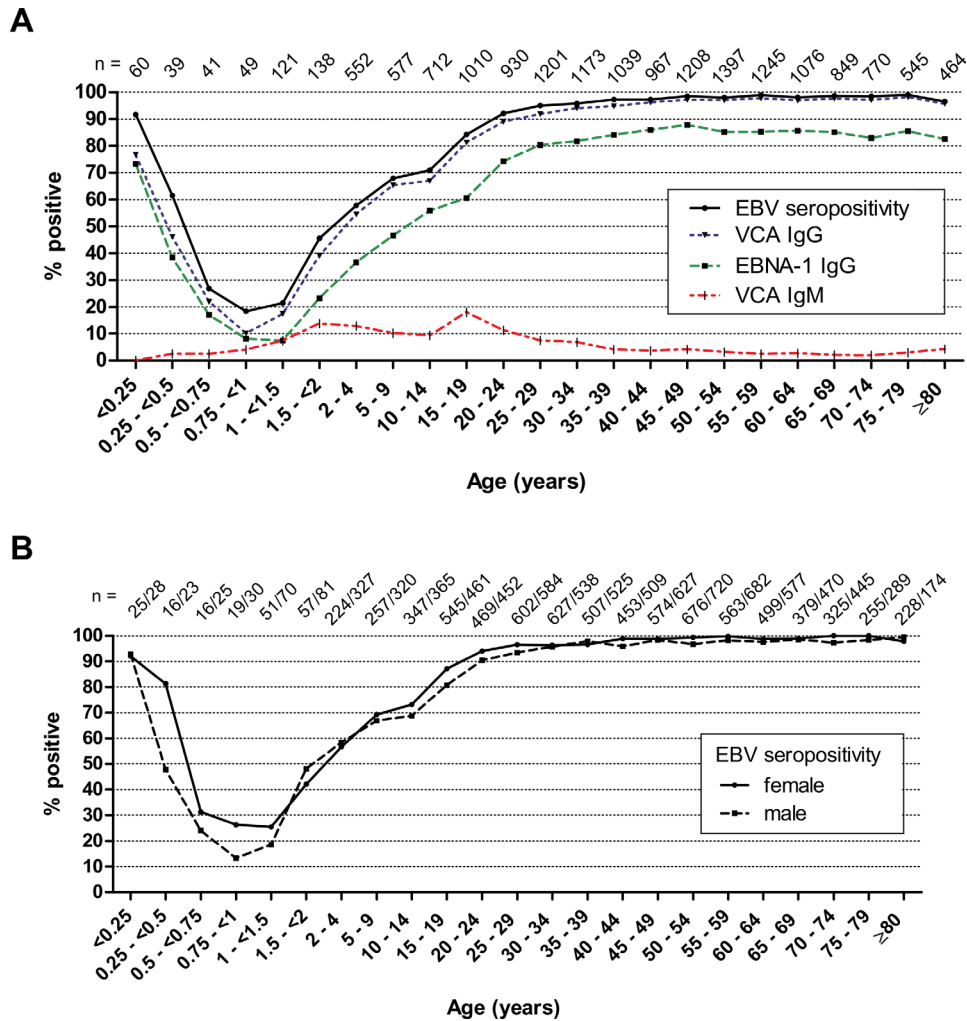 A
n = 60 39 41 49 121 138 552 577 712 1010 930 1201 1173 1039 967 1208 1397 1245 1076 849 770 545 464
100
90
80
70
60
50
40
30
20
10
0
% positive
EBV seropositivity
VCA IgG
EBNA-1 IgG
VCA IgM
<0.25 0.25 - <0.5 0.5 - <0.75 0.75 - <1 1 - <1.5 1.5 - <2 2 - 4 5 - 9 10 - 14 15 - 19 20 - 24 25 - 29 30 - 34 35 - 39 40 - 44 45 - 49 50 - 54 55 - 59 60 - 64 65 - 69 70 - 74 75 - 79 ≥80
Age (years)
B
n = 25/28 16/23 16/25 19/30 51/70 57/81 224/327 257/320 347/365 545/461 469/452 602/584 627/538 507/525 453/509 574/627 676/720 563/682 499/577 379/470 325/445 255/289 228/174
100
90
80
70
60
50
40
30
20
10
0
% positive
EBV seropositivity
female
male
<0.25 0.25 - <0.5 0.5 - <0.75 0.75 - <1 1 - <1.5 1.5 - <2 2 - 4 5 - 9 10 - 14 15 - 19 20 - 24 25 - 29 30 - 34 35 - 39 40 - 44 45 - 49 50 - 54 55 - 59 60 - 64 65 - 69 70 - 74 75 - 79 ≥80
Age (years)